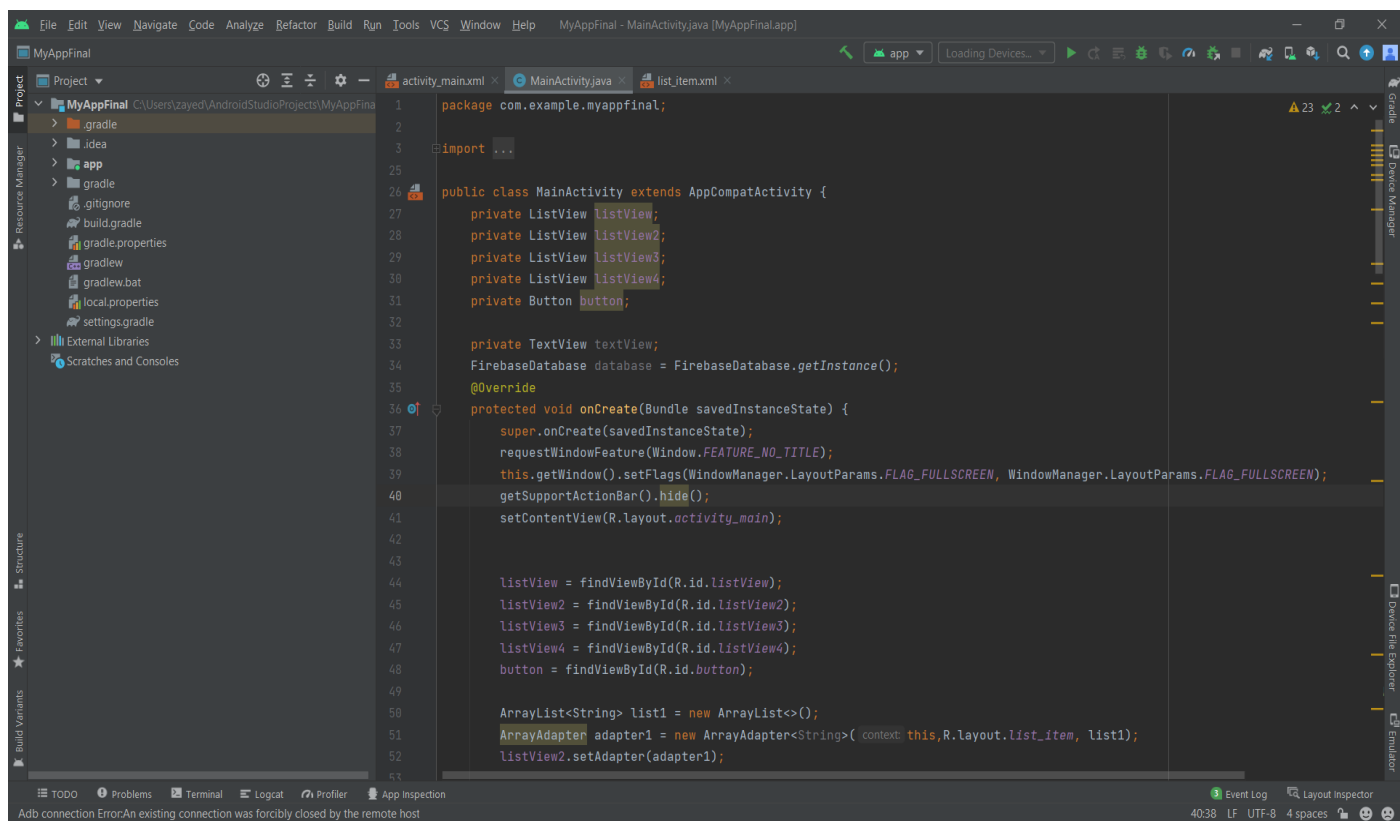 File Edit View Navigate Code Analyze Refactor Build Run Tools VCS Window Help MyAppFinal - MainActivity.java [MyAppFinal.app]
MyAppFinal
app
Loading Devices...
Project
activity_main.xml
MainActivity.java
list_item.xml
Project
Resource Manager
Structure
Favorites
Build Variants
MyAppFinal C:\Users\zayed\AndroidStudioProjects\MyAppFina
.gradle
.idea
app
gradle
.gitignore
build.gradle
gradle.properties
gradlew
gradlew.bat
local.properties
settings.gradle
External Libraries
Scratches and Consoles
23 2
1 package com.example.myappfinal;
2
3 import ...
25
26 public class MainActivity extends AppCompatActivity {
27 private ListView listView;
28 private ListView listView2;
29 private ListView listView3;
30 private ListView listView4;
31 private Button button;
32
33 private TextView textView;
34 FirebaseDatabase database = FirebaseDatabase.getInstance();
35 @Override
36 protected void onCreate(Bundle savedInstanceState) {
37 super.onCreate(savedInstanceState);
38 requestWindowFeature(Window.FEATURE_NO_TITLE);
39 this.getWindow().setFlags(WindowManager.LayoutParams.FLAG_FULLSCREEN, WindowManager.LayoutParams.FLAG_FULLSCREEN);
40 getSupportActionBar().hide();
41 setContentView(R.layout.activity_main);
42
43
44 listView = findViewById(R.id.listView);
45 listView2 = findViewById(R.id.listView2);
46 listView3 = findViewById(R.id.listView3);
47 listView4 = findViewById(R.id.listView4);
48 button = findViewById(R.id.button);
49
50 ArrayList<String> list1 = new ArrayList<>();
51 ArrayAdapter adapter1 = new ArrayAdapter<String>( context: this,R.layout.list_item, list1);
52 listView2.setAdapter(adapter1);
53
Gradle
Device Manager
Device File Explorer
Emulator
TODO Problems Terminal Logcat Profiler App Inspection
3 Event Log Layout Inspector
Adb connection Error:An existing connection was forcibly closed by the remote host
40:38 LF UTF-8 4 spaces